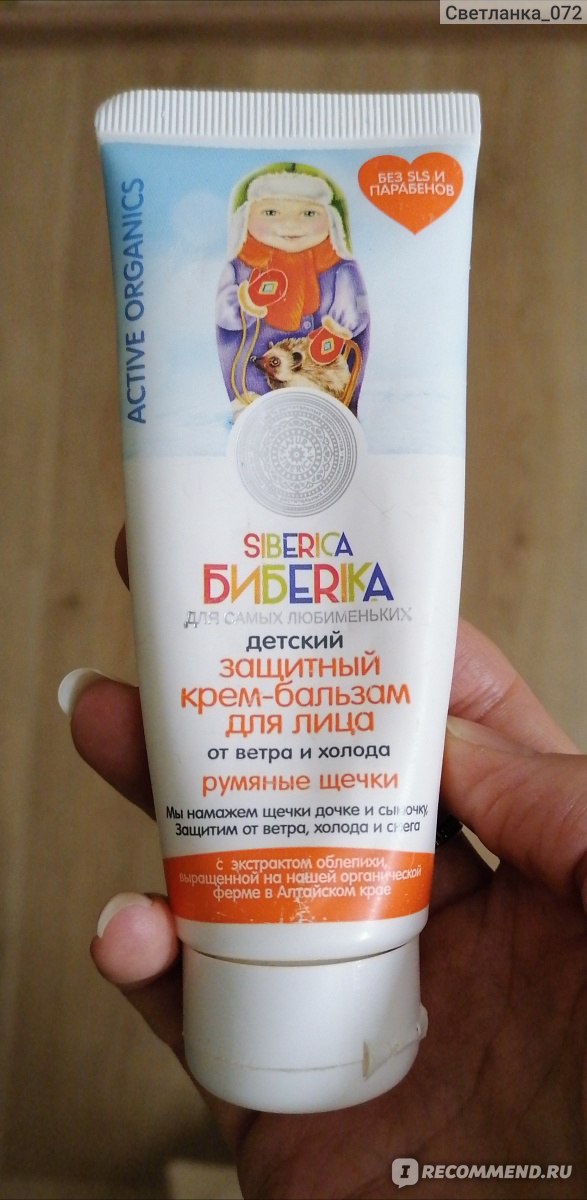 Светланка_072
БЕЗ SLS И
ПАРАБЕНОВ
ACTIVE ORGANICS
SIBERICA
БИБЕRIКА
ДЛЯ САМЫХ ЛЮБИМЕНЬКИХ
детский
защитный
крем-бальзам
для лица
от ветра и холода
румяные щечки
Мы намажем щечки дочке и сыночку,
Защитим от ветра, холода и снега
с экстрактом облепихи,
выращенной на нашей органической
ферме в Алтайском крае
I RECOMMEND.RU